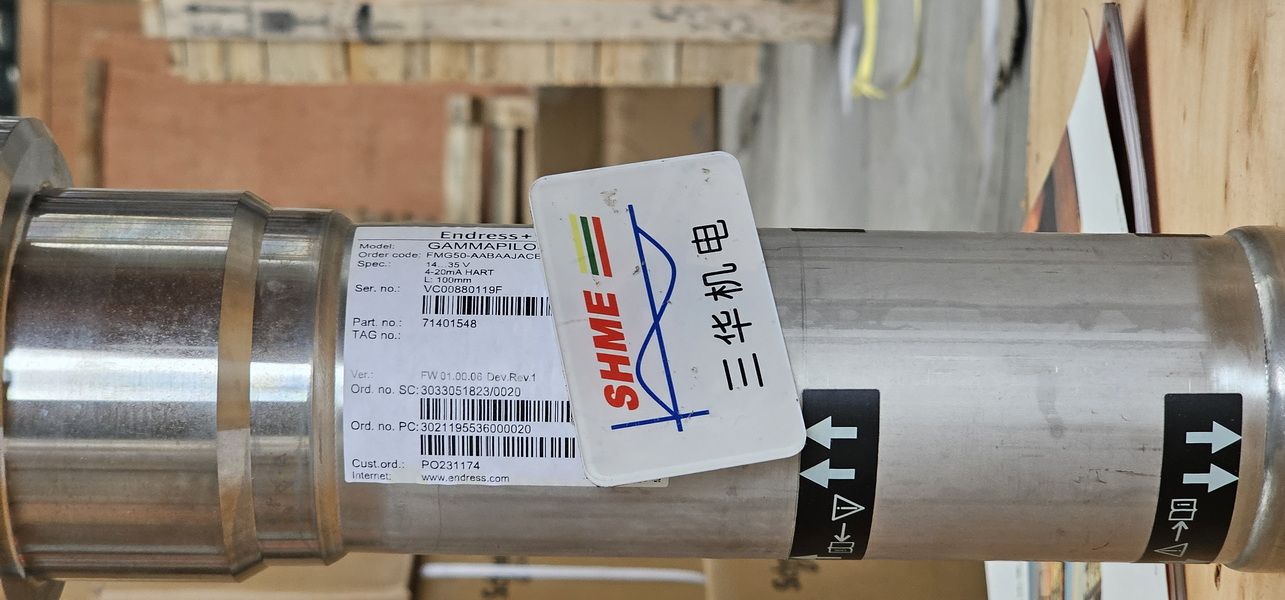 Endress+
Model: GAMMAPILO
Order code: FMG50-AABAAJACE
Spec.: 14...35 V
4-20mA HART
L: 100mm
Ser. no.: VC00880119F
Part. no.: 71401548
TAG no.:
Ver.: FW 01.00.06 Dev.Rev.1
Ord. no. SC: 3033051823/0020
Ord. no. PC: 3021195536000020
Cust.ord.: PO231174
Internet: www.endress.com
SHME
三华机电